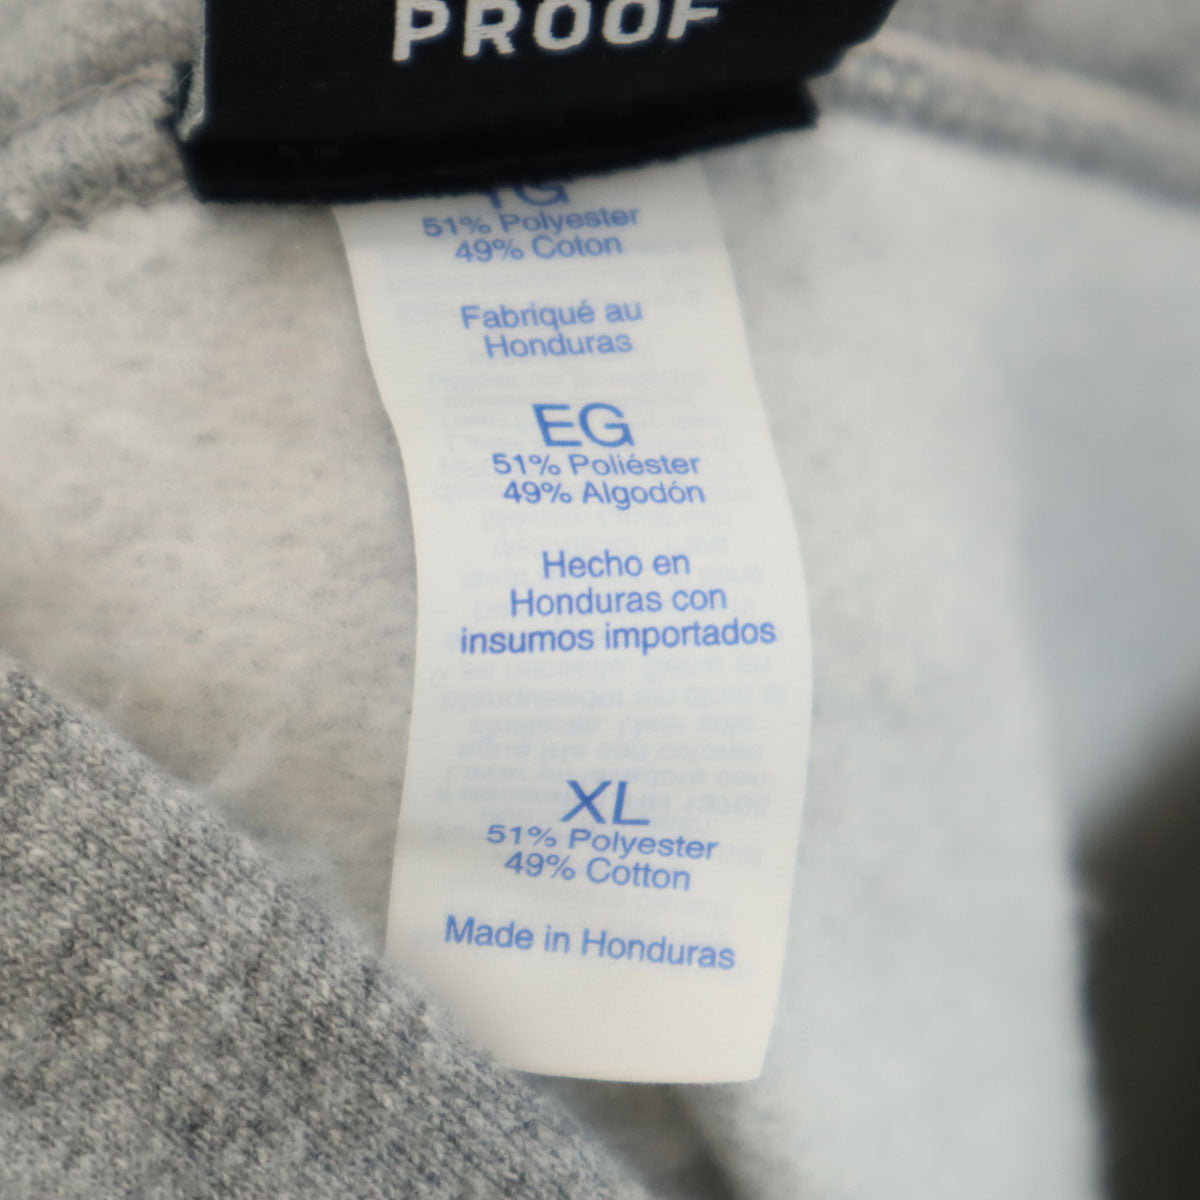 PROOF
TG
51% Polyester
49% Coton
Fabriqué au
Honduras
EG
51% Poliéster
49% Algodón
Hecho en
Honduras con
insumos importados
XL
51% Polyester
49% Cotton
Made in Honduras